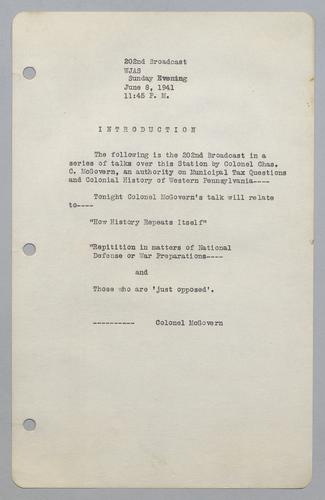 202nd Broadcast
WJAS
Sunday Evening
June 8, 1941
11:45 P. M.
INTRODUCTION
The following is the 202nd Broadcast in a
series of talks over this Station by Colonel Chas.
C. McGovern, an authority on Municipal Tax Questions
and Colonial History of Western Pennsylvania----
Tonight Colonel McGovern's talk will relate
to----
"How History Repeats Itself"
"Repitition in matters of National
Defense or War Preparations----
and
Those who are 'just opposed'.
---------- Colonel McGovern